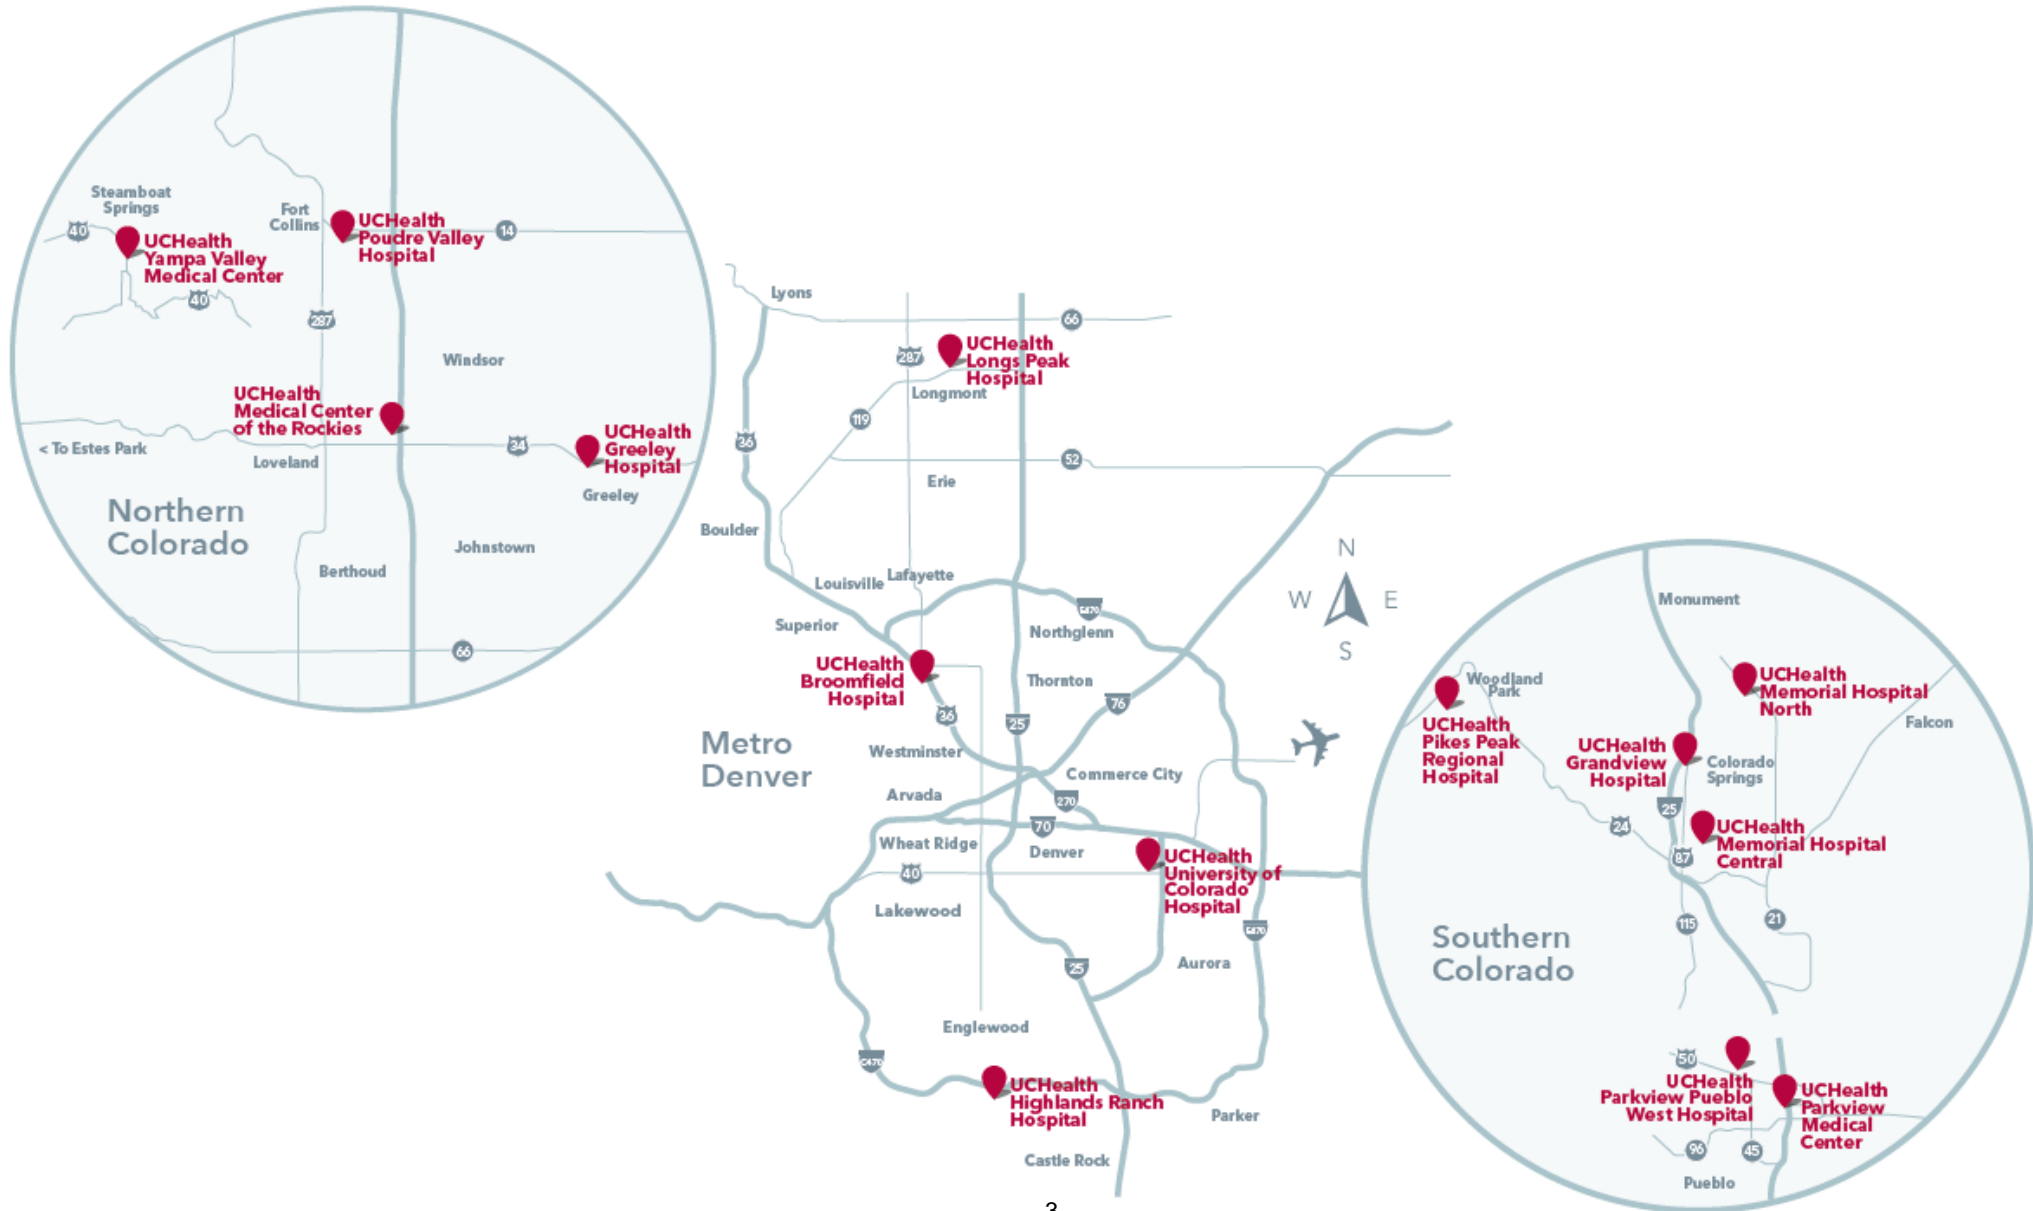 Steamboat
Springs
40
UCHealth
Yampa Valley
Medical Center
40
Fort
Collins
UCHealth
Poudre Valley
Hospital
14
287
Windsor
UCHealth
Medical Center
of the Rockies
34
UCHealth
Greeley
Hospital
< To Estes Park
Loveland
Greeley
Northern
Colorado
Johnstown
Berthoud
66
Lyons
66
UCHealth
Longs Peak
Hospital
287
Longmont
119
36
52
Erie
Boulder
Louisville
Lafayette
E470
Superior
Northglenn
UCHealth
Broomfield
Hospital
Thornton
76
36
25
Metro
Denver
Westminster
Commerce City
Arvada
270
70
Wheat Ridge
Denver
40
UCHealth
University of
Colorado
Hospital
Lakewood
E470
25
Aurora
Englewood
C470
UCHealth
Highlands Ranch
Hospital
Parker
Castle Rock
3
N
W
E
S
Monument
Woodland
Park
UCHealth
Pikes Peak
Regional
Hospital
UCHealth
Memorial Hospital
North
Falcon
UCHealth
Grandview
Hospital
Colorado
Springs
25
24
UCHealth
Memorial Hospital
Central
87
115
21
Southern
Colorado
50
UCHealth
Parkview Pueblo
West Hospital
UCHealth
Parkview
Medical
Center
96
45
Pueblo